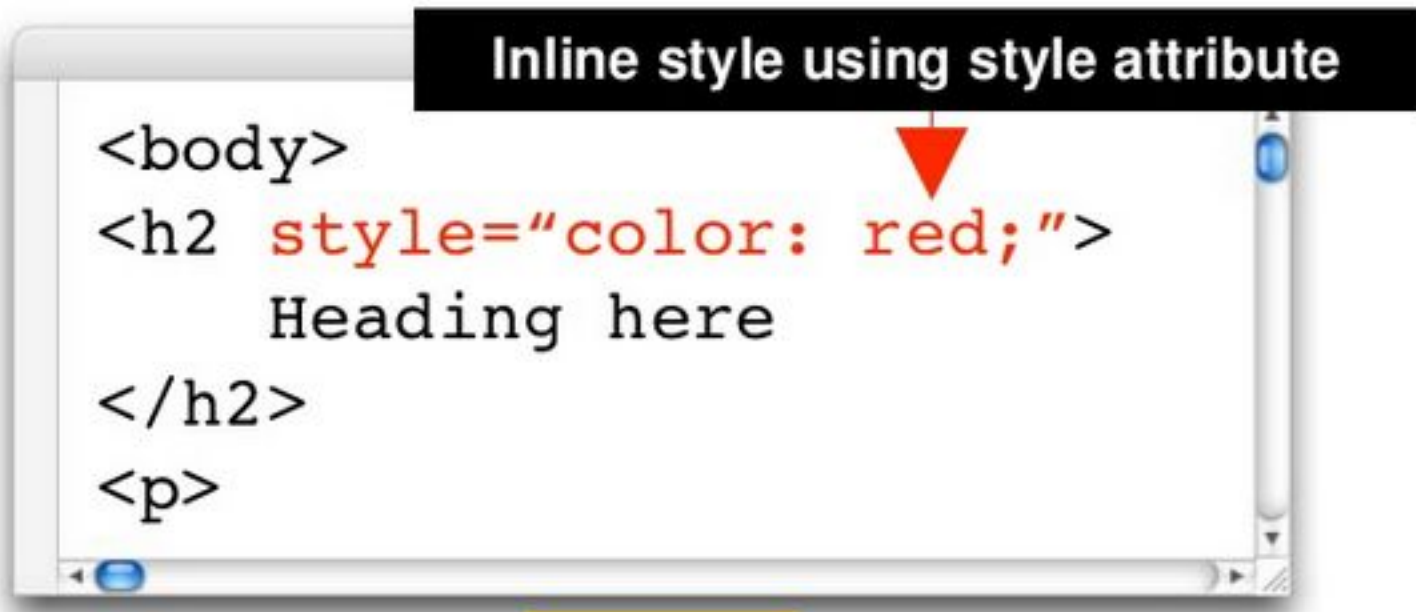 Inline style using style attribute
<body>
<h2 style=“color: red;”>
Heading here
</h2>
<p>